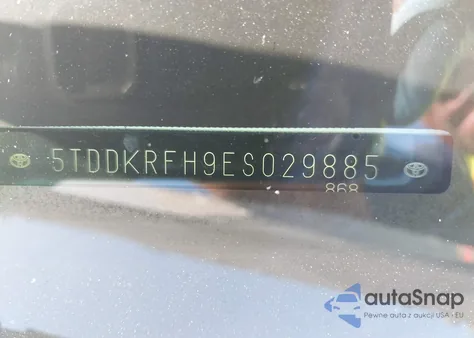 5TDDKRFH9ES029885
868
autaSnap
Pewne auta z aukcji USA - EU